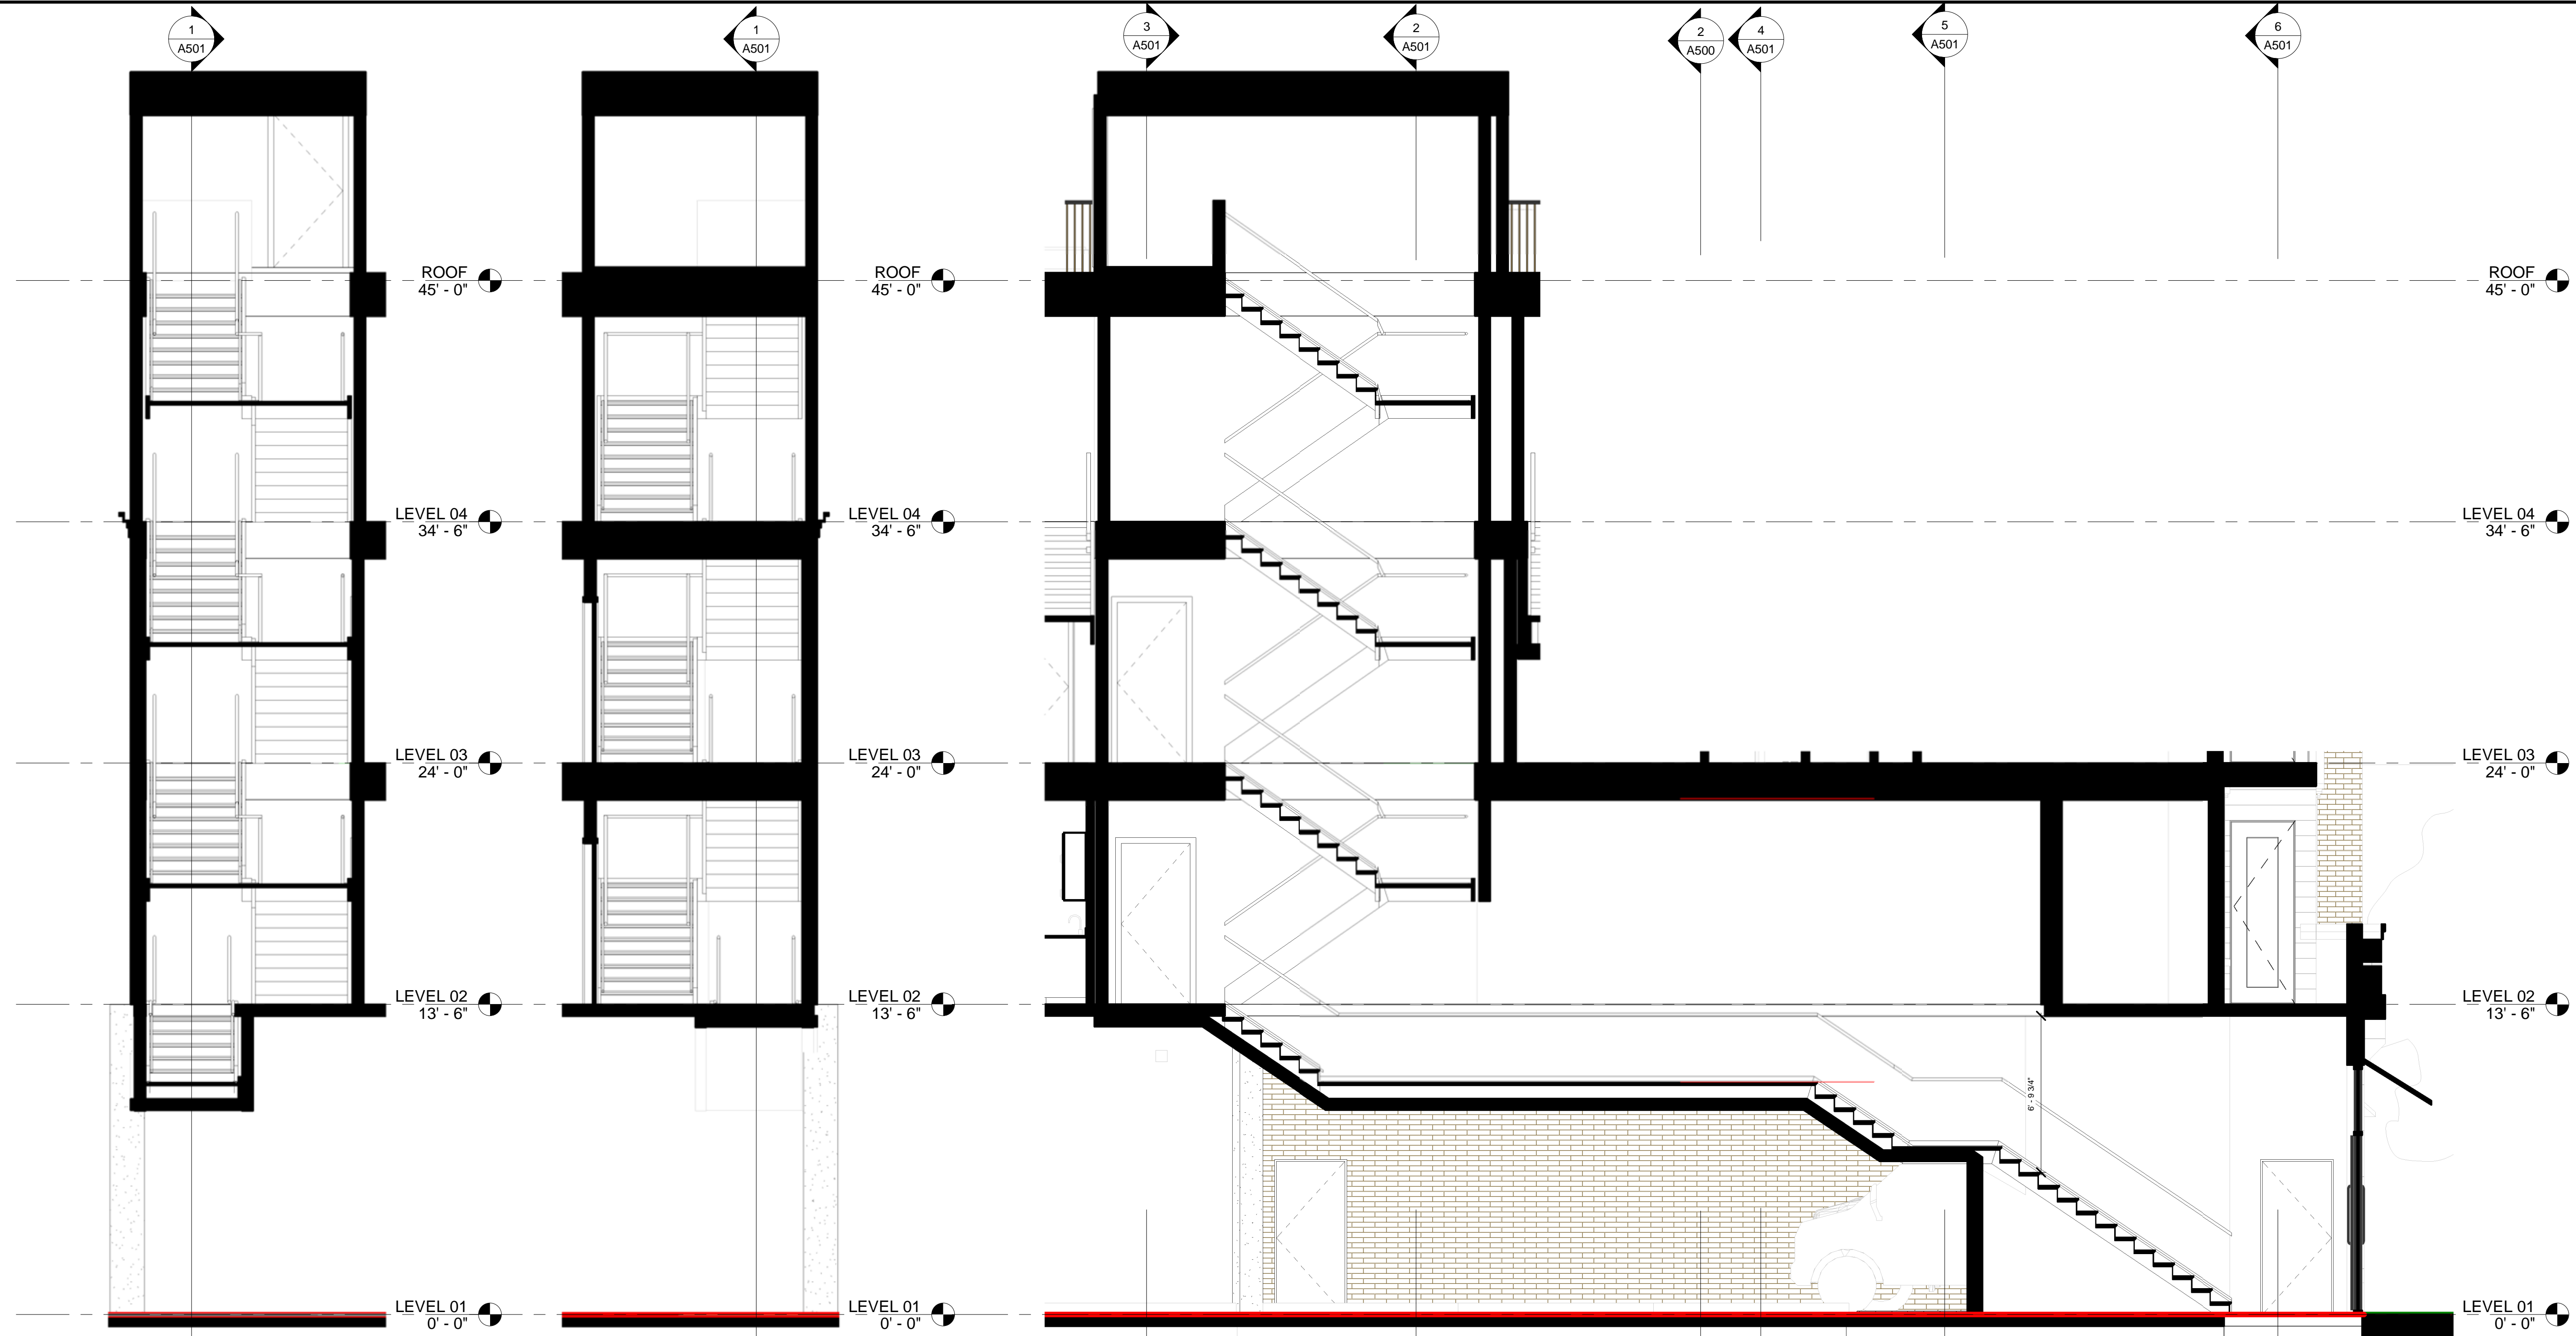 1
A501
1
A501
3
A501
2
A501
2
A500
4
A501
5
A501
6
A501
ROOF
45' - 0"
ROOF
45' - 0"
ROOF
45' - 0"
LEVEL 04
34' - 6"
LEVEL 04
34' - 6"
LEVEL 04
34' - 6"
LEVEL 03
24' - 0"
LEVEL 03
24' - 0"
LEVEL 03
24' - 0"
LEVEL 02
13' - 6"
LEVEL 02
13' - 6"
LEVEL 02
13' - 6"
6' - 9 3/4"
LEVEL 01
0' - 0"
LEVEL 01
0' - 0"
LEVEL 01
0' - 0"